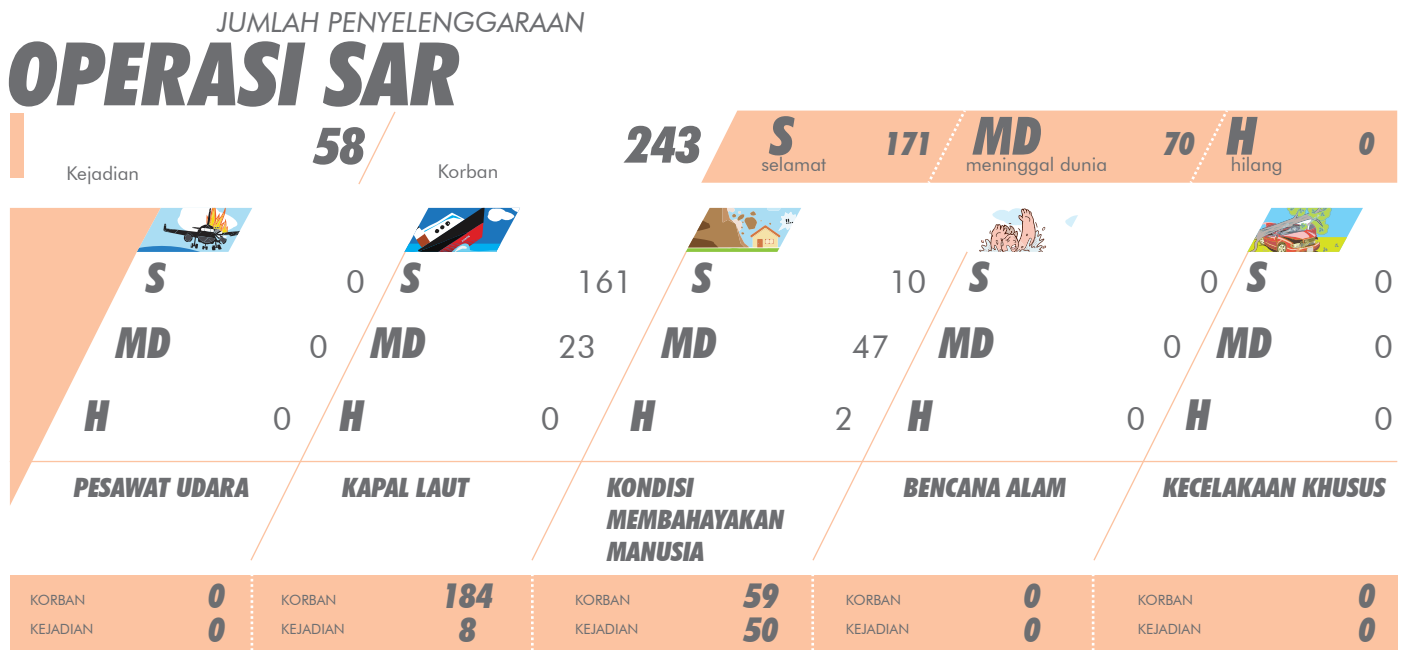 JUMLAH PENYELENGGARAAN
OPERASI SAR
Kejadian 58
Korban 243
S selamat 171
MD meninggal dunia 70
H hilang 0
!!..
S 0 S 161 S 10 S 0 S 0
MD 0 MD 23 MD 47 MD 0 MD 0
H 0 H 0 H 2 H 0 H 0
PESAWAT UDARA
KAPAL LAUT
KONDISI
MEMBAHAYAKAN
MANUSIA
BENCANA ALAM
KECELAKAAN KHUSUS
KORBAN 0 KORBAN 184 KORBAN 59 KORBAN 0 KORBAN 0
KEJADIAN 0 KEJADIAN 8 KEJADIAN 50 KEJADIAN 0 KEJADIAN 0